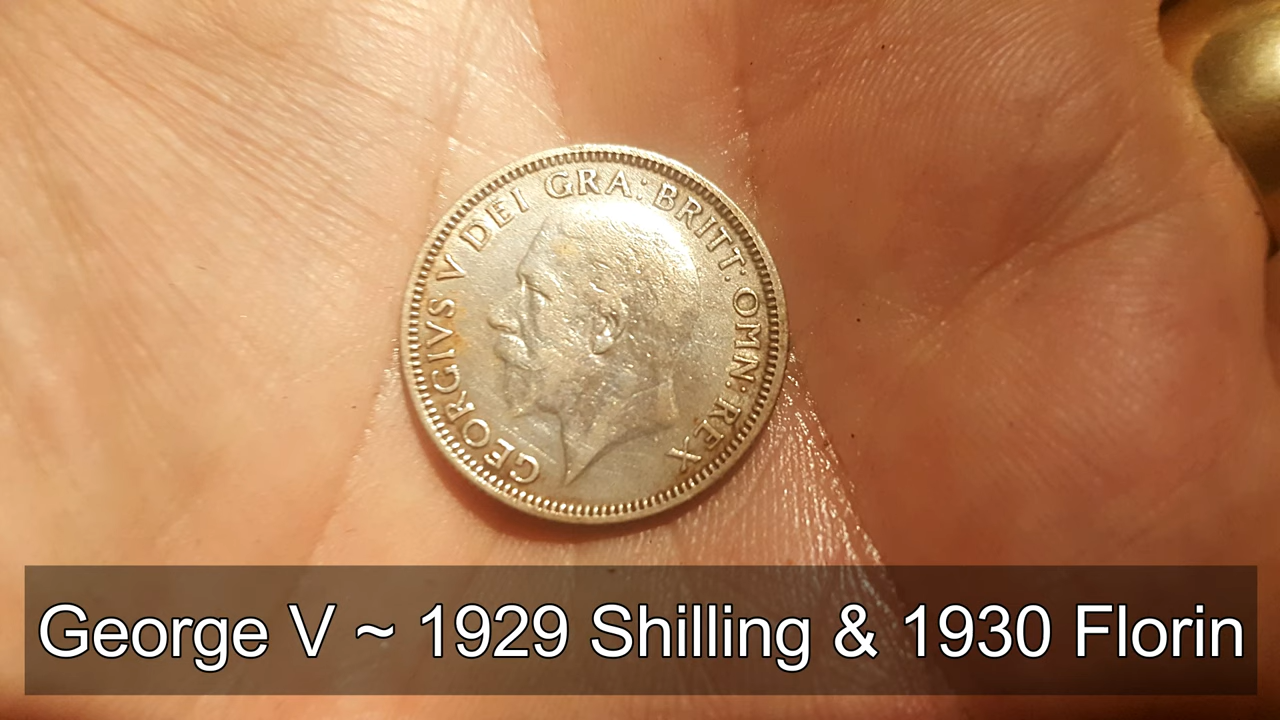 GEORGIVS V DEI GRA: BRITT: OMN: REX
George V ~ 1929 Shilling & 1930 Florin